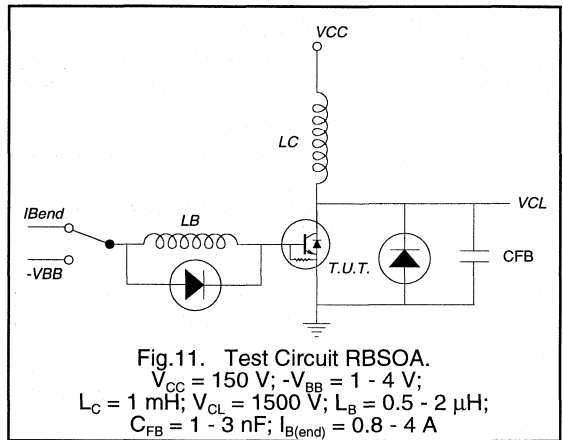 VCC
LC
IBend
LB
VCL
-VBB
T.U.T.
CFB
Fig.11. Test Circuit RBSOA.
V_CC = 150 V; -V_BB = 1 - 4 V;
L_C = 1 mH; V_CL = 1500 V; L_B = 0.5 - 2 μH;
C_FB = 1 - 3 nF; I_B(end) = 0.8 - 4 A